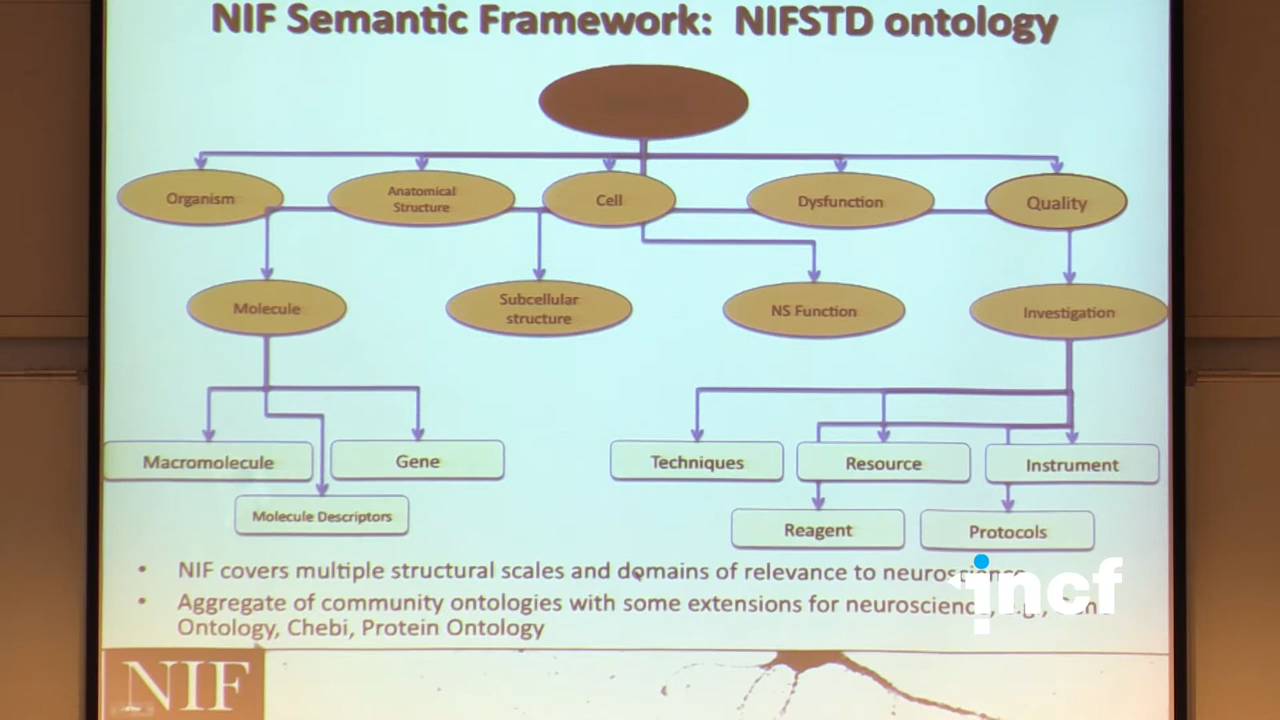 NIF Semantic Framework: NIFSTD ontology
Organism
Anatomical
Structure
Cell
Dysfunction
Quality
Molecule
Subcellular
structure
NS Function
Investigation
Macromolecule
Gene
Techniques
Resource
Instrument
Molecule Descriptors
Reagent
Protocols
• NIF covers multiple structural scales and domains of relevance to neuroscience
• Aggregate of community ontologies with some extensions for neuroscience, e.g.,
Ontology, Chebi, Protein Ontology
incf
NIF